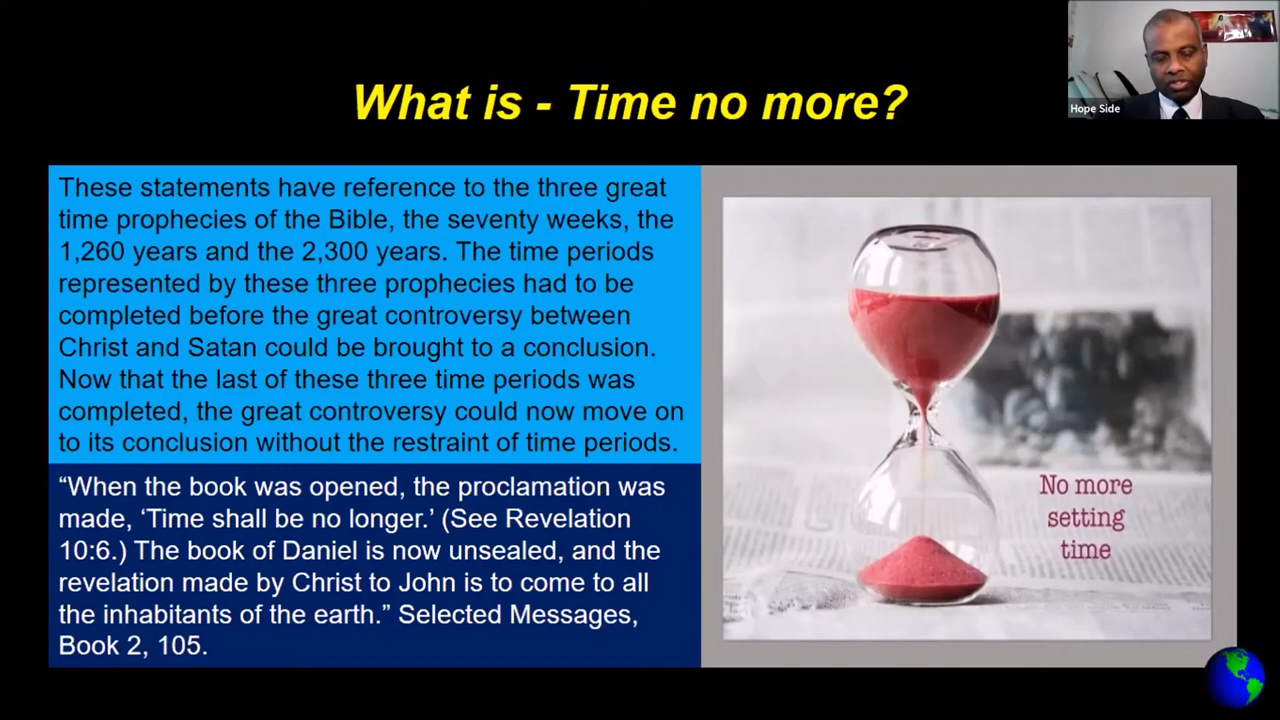 Hope Side
What is - Time no more?
These statements have reference to the three great
time prophecies of the Bible, the seventy weeks, the
1,260 years and the 2,300 years. The time periods
represented by these three prophecies had to be
completed before the great controversy between
Christ and Satan could be brought to a conclusion.
Now that the last of these three time periods was
completed, the great controversy could now move on
to its conclusion without the restraint of time periods.
“When the book was opened, the proclamation was
made, ‘Time shall be no longer.’ (See Revelation
10:6.) The book of Daniel is now unsealed, and the
revelation made by Christ to John is to come to all
the inhabitants of the earth.” Selected Messages,
Book 2, 105.
No more
setting
time